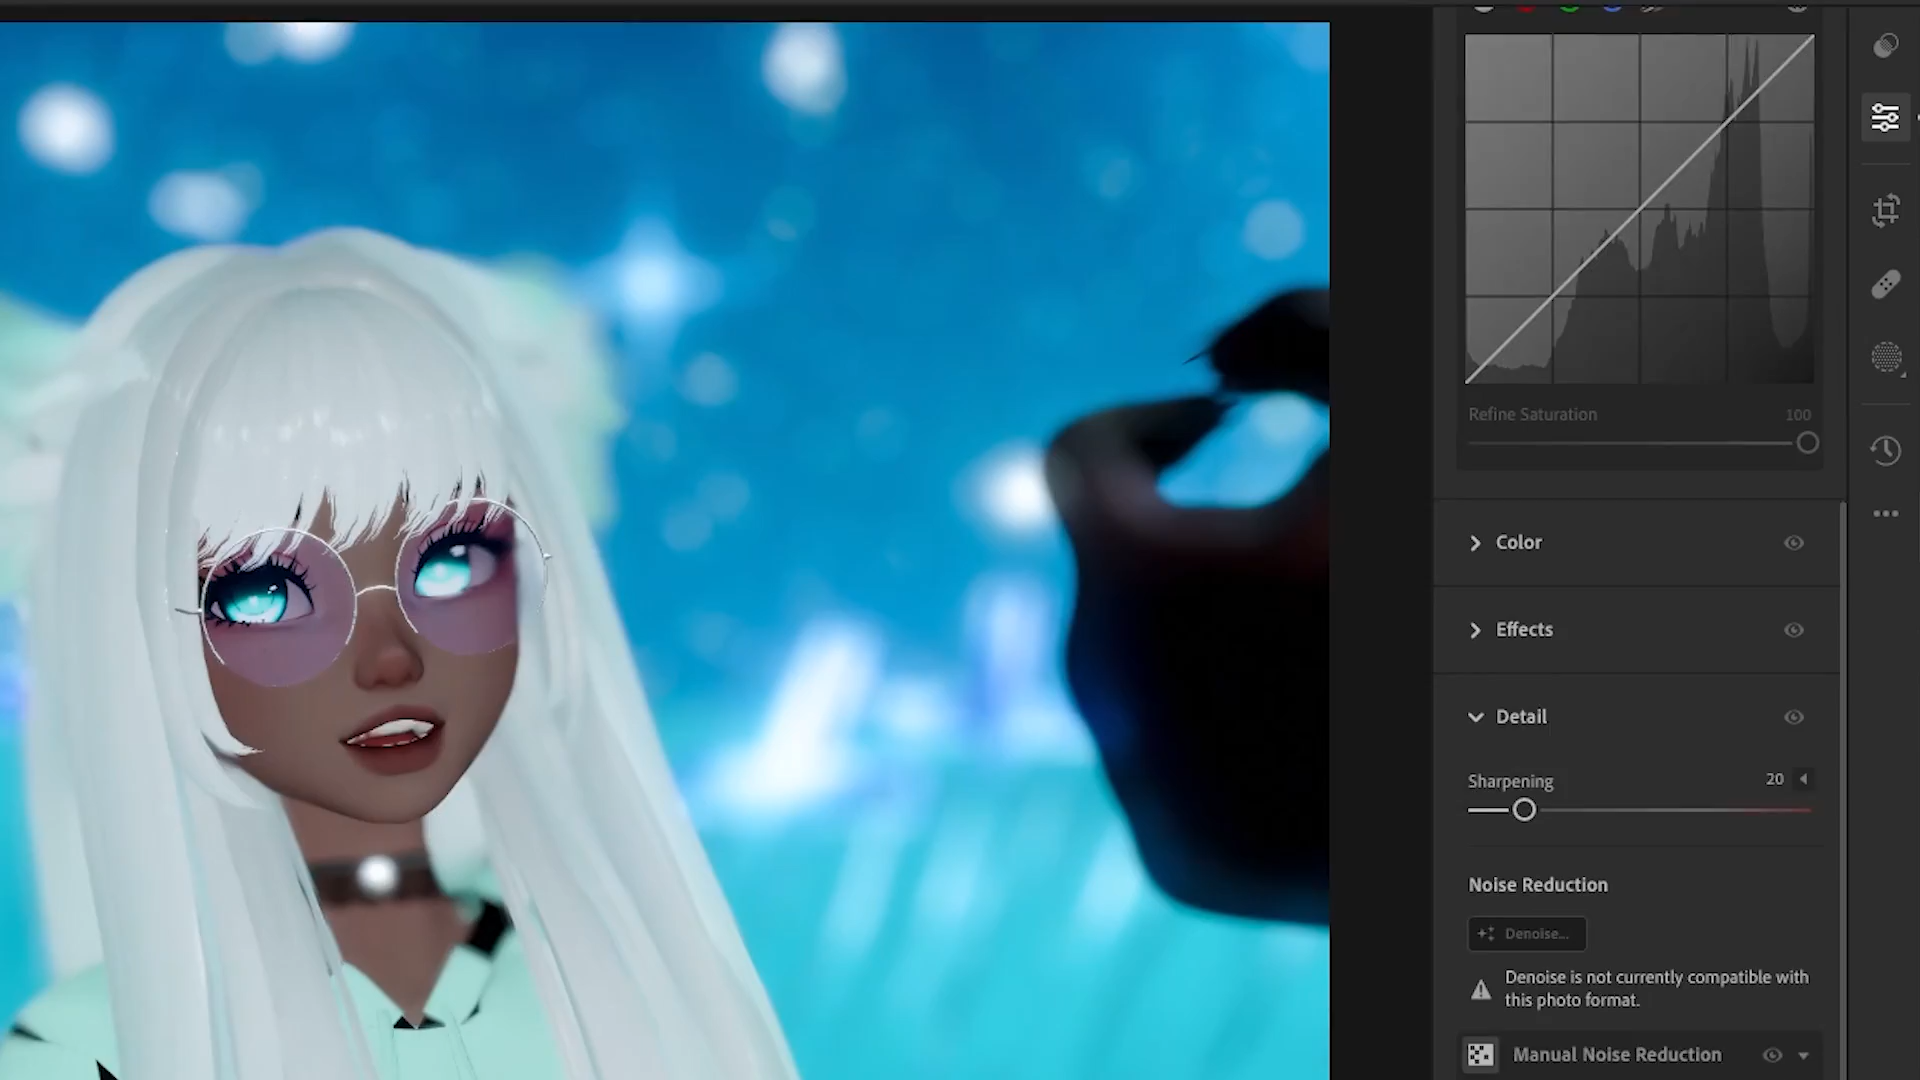 Refine Saturation 100
Color
Effects
Detail
Sharpening 20
Noise Reduction
Denoise...
Denoise is not currently compatible with
this photo format.
Manual Noise Reduction